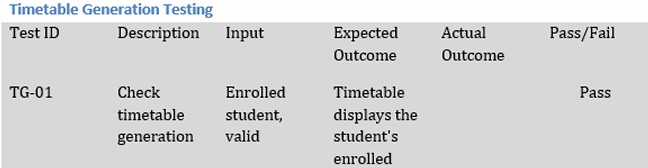 Timetable Generation Testing
Test ID Description Input Expected Outcome Actual Outcome Pass/Fail
TG-01 Check timetable generation Enrolled student, valid Timetable displays the student's enrolled Pass